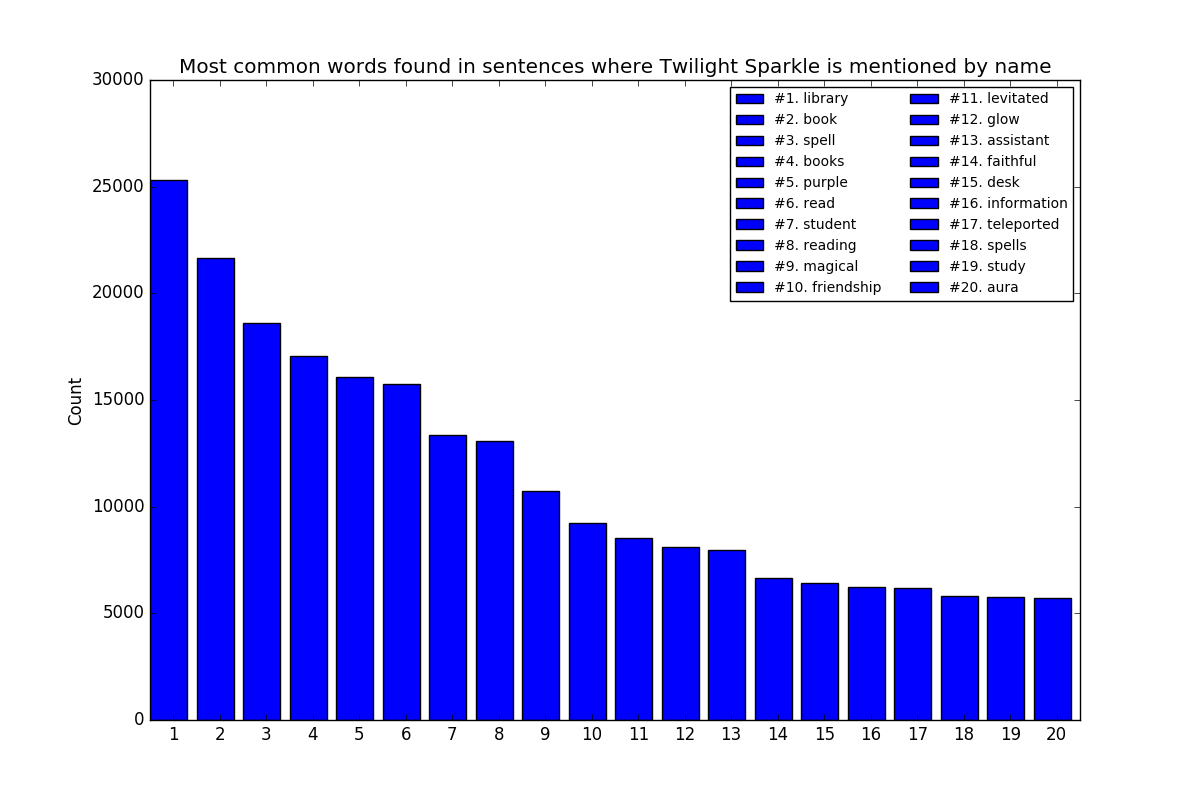 Most common words found in sentences where Twilight Sparkle is mentioned by name
30000
25000
20000
15000
10000
5000
0
Count
#1. library
#2. book
#3. spell
#4. books
#5. purple
#6. read
#7. student
#8. reading
#9. magical
#10. friendship
#11. levitated
#12. glow
#13. assistant
#14. faithful
#15. desk
#16. information
#17. teleported
#18. spells
#19. study
#20. aura
1 2 3 4 5 6 7 8 9 10 11 12 13 14 15 16 17 18 19 20